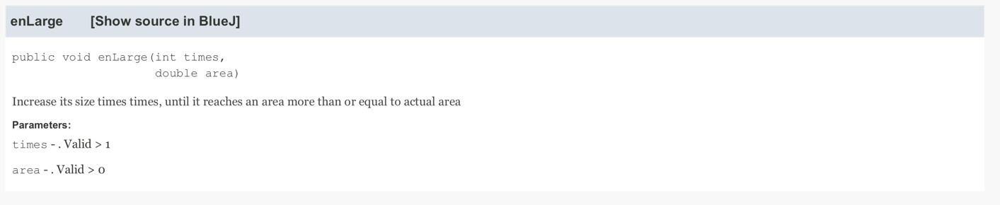 enLarge [Show source in BlueJ]
public void enLarge(int times,
double area)
Increase its size times times, until it reaches an area more than or equal to actual area
Parameters:
times - . Valid > 1
area - . Valid > 0